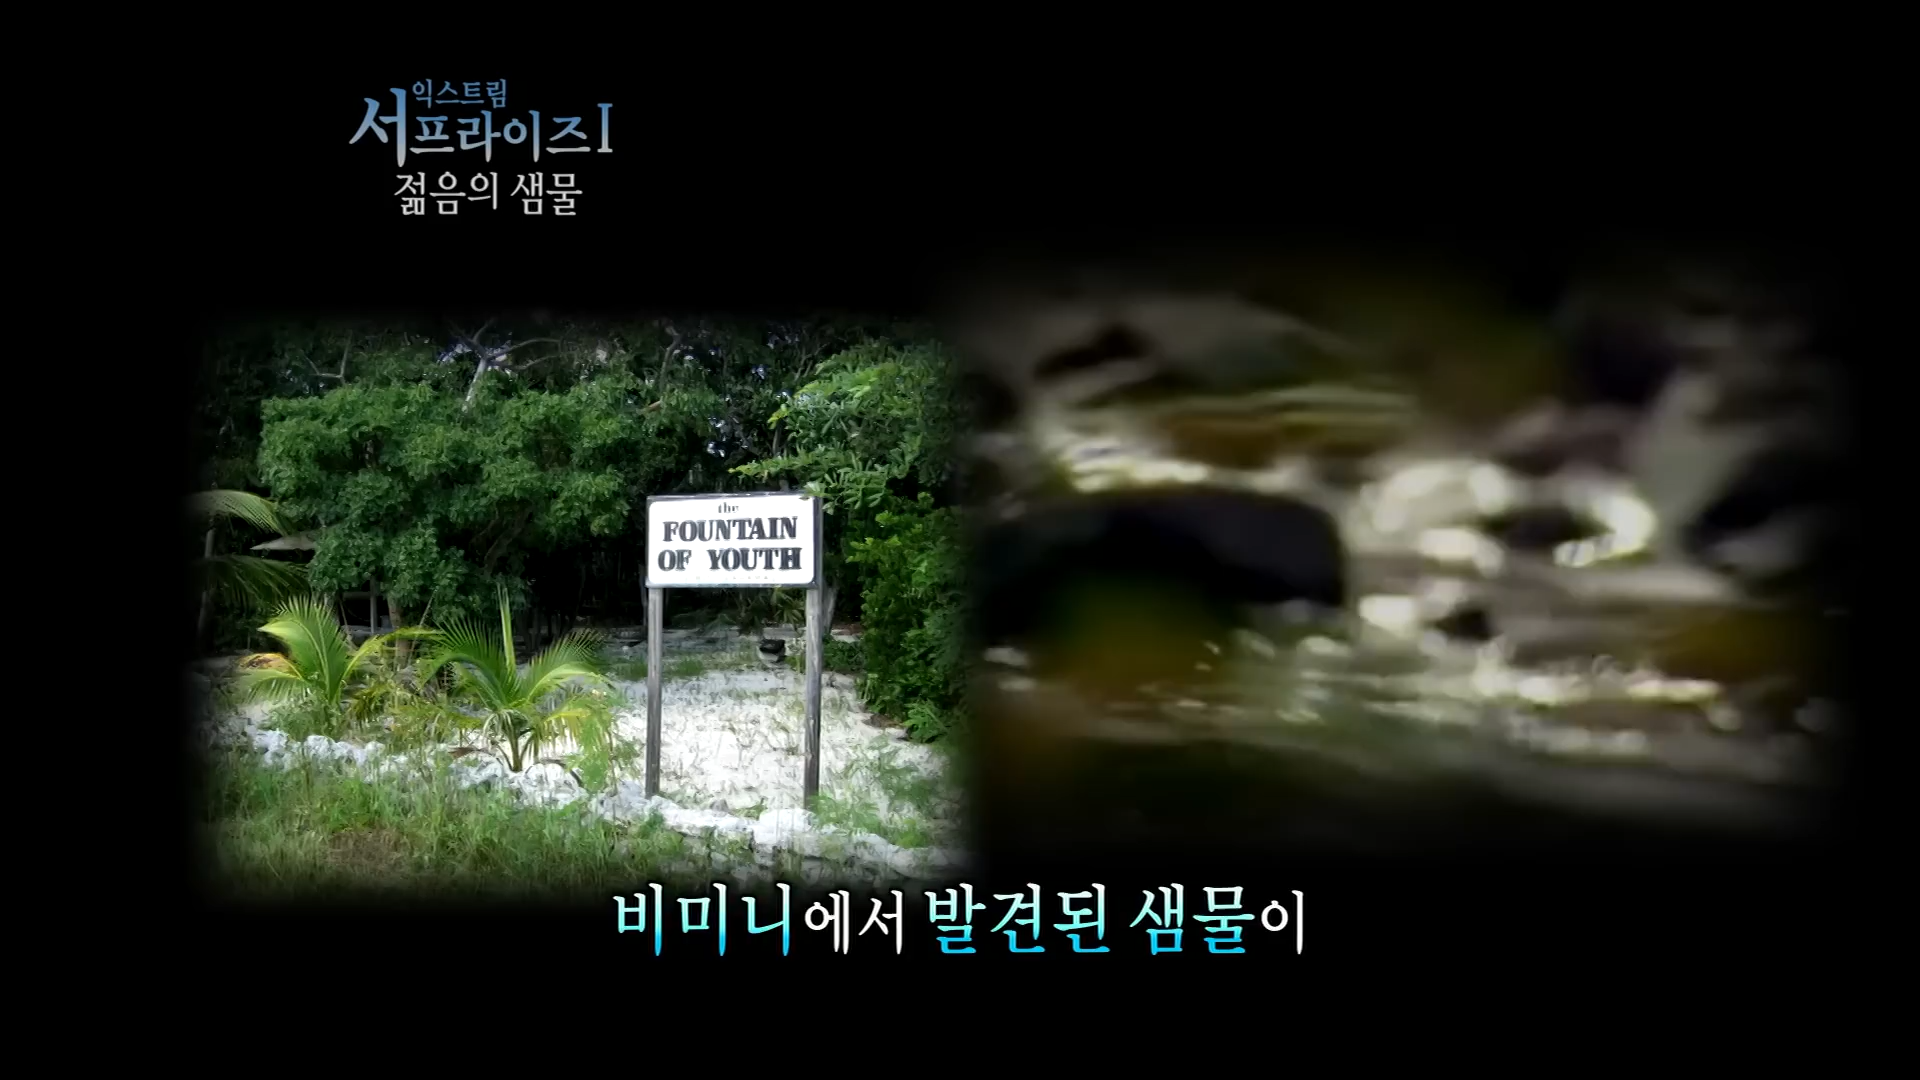 익스트림
서프라이즈 I
젊음의 샘물
the
FOUNTAIN
OF YOUTH
비미니에서 발견된 샘물이